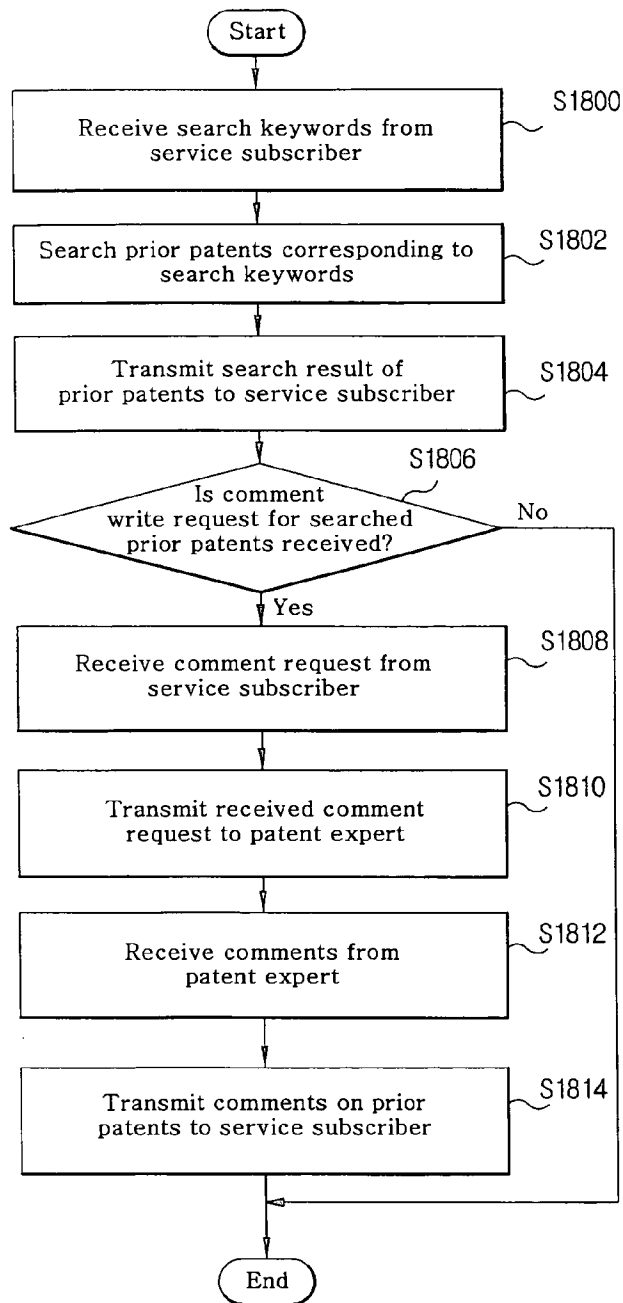 Start
S1800
Receive search keywords from
service subscriber
S1802
Search prior patents corresponding to
search keywords
S1804
Transmit search result of
prior patents to service subscriber
S1806
Is comment
write request for searched
prior patents received?
No
Yes
S1808
Receive comment request from
service subscriber
S1810
Transmit received comment
request to patent expert
S1812
Receive comments from
patent expert
S1814
Transmit comments on prior
patents to service subscriber
End